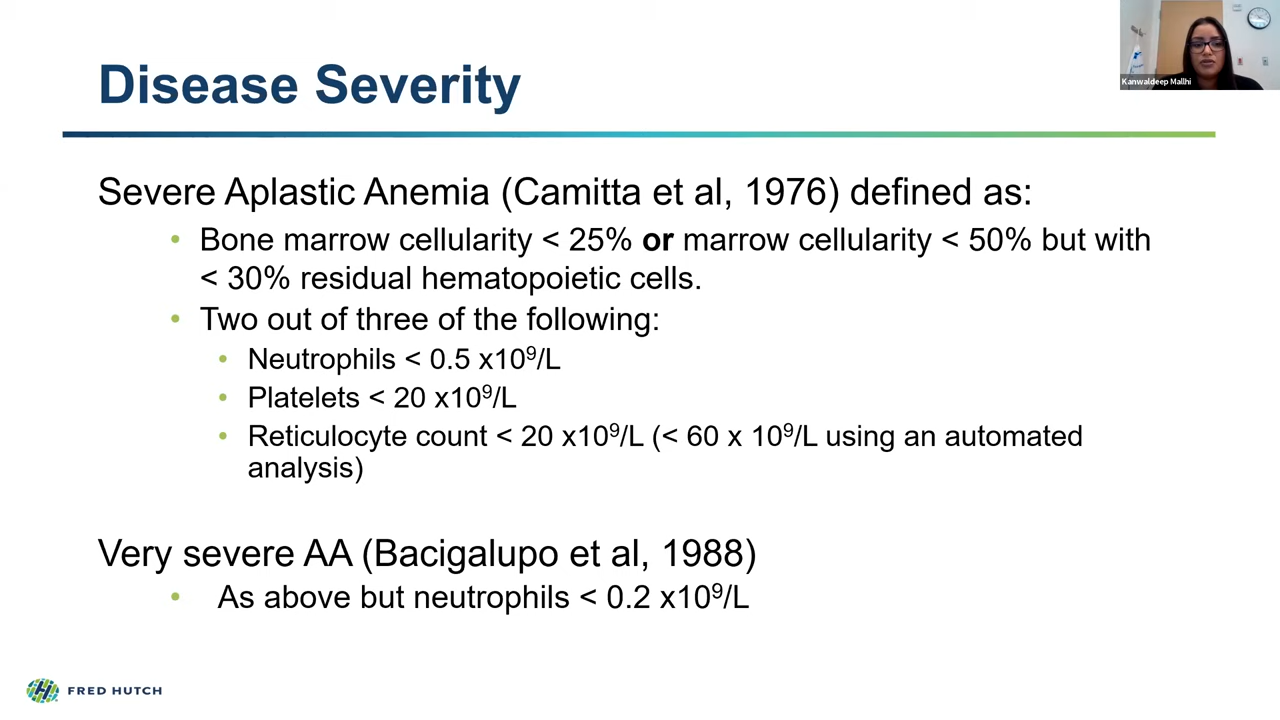 Disease Severity
Kanwaldeep Mallhi
Severe Aplastic Anemia (Camitta et al, 1976) defined as:
• Bone marrow cellularity < 25% or marrow cellularity < 50% but with
< 30% residual hematopoietic cells.
• Two out of three of the following:
• Neutrophils < 0.5 x10⁹/L
• Platelets < 20 x10⁹/L
• Reticulocyte count < 20 x10⁹/L (< 60 x 10⁹/L using an automated
analysis)
Very severe AA (Bacigalupo et al, 1988)
• As above but neutrophils < 0.2 x10⁹/L
FRED HUTCH